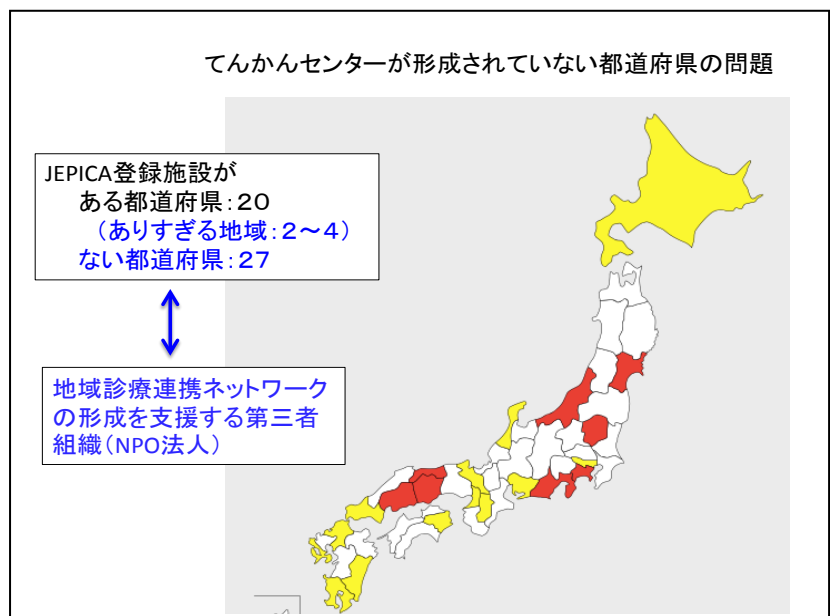 てんかんセンターが形成されていない都道府県の問題
JEPICA登録施設が
ある都道府県：２０
（ありすぎる地域：２～４）
ない都道府県：２７
地域診療連携ネットワーク
の形成を支援する第三者
組織（NPO法人）